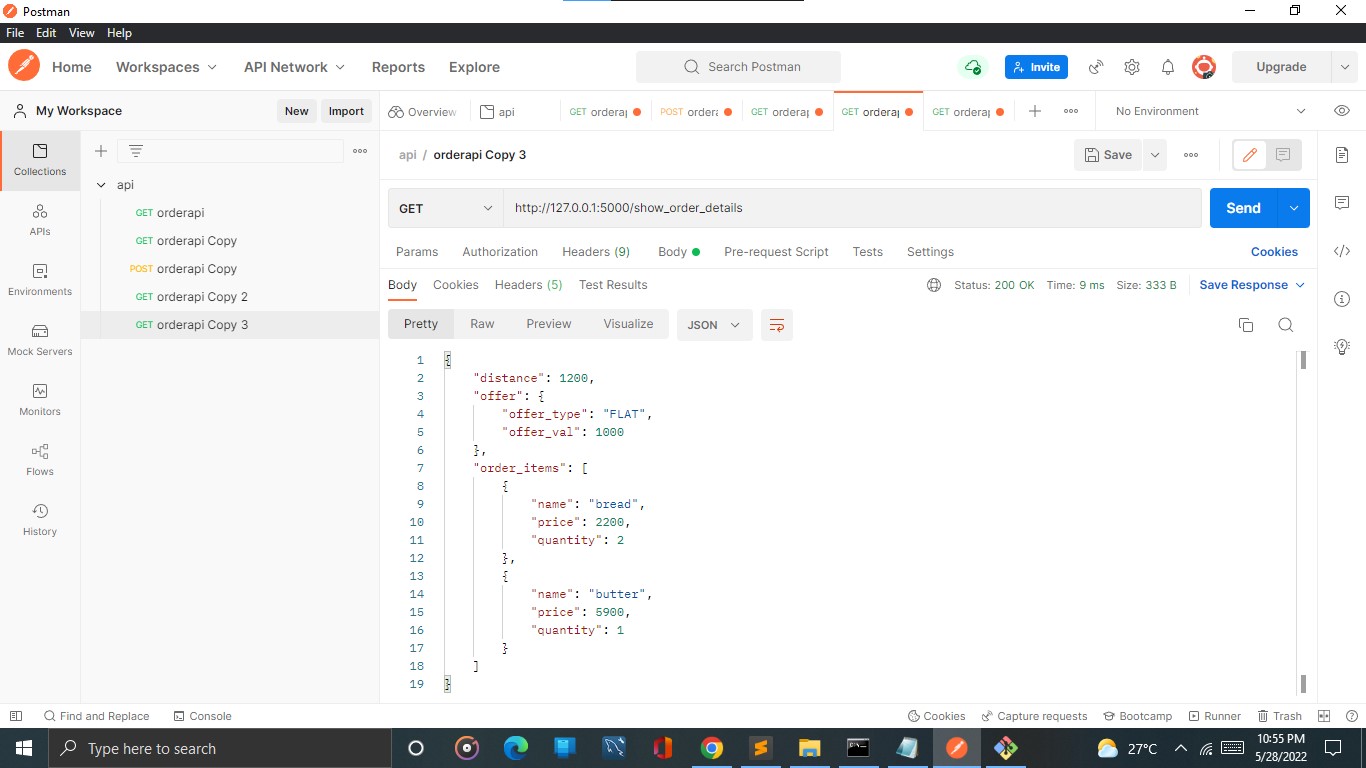 Postman
File Edit View Help
Home Workspaces API Network Reports Explore Search Postman Invite Upgrade
My Workspace New Import Overview api GET orderap POST ordera GET orderap GET orderap GET orderap No Environment
Collections
APIs
Environments
Mock Servers
Monitors
Flows
History
api
GET orderapi
GET orderapi Copy
POST orderapi Copy
GET orderapi Copy 2
GET orderapi Copy 3
api / orderapi Copy 3 Save
GET http://127.0.0.1:5000/show_order_details Send
Params Authorization Headers (9) Body Pre-request Script Tests Settings Cookies
Body Cookies Headers (5) Test Results Status: 200 OK Time: 9 ms Size: 333 B Save Response
Pretty Raw Preview Visualize JSON
1 {
2 "distance": 1200,
3 "offer": {
4 "offer_type": "FLAT",
5 "offer_val": 1000
6 },
7 "order_items": [
8 {
9 "name": "bread",
10 "price": 2200,
11 "quantity": 2
12 },
13 {
14 "name": "butter",
15 "price": 5900,
16 "quantity": 1
17 }
18 ]
19 }
Find and Replace Console Cookies Capture requests Bootcamp Runner Trash
Type here to search 27°C 10:55 PM
5/28/2022